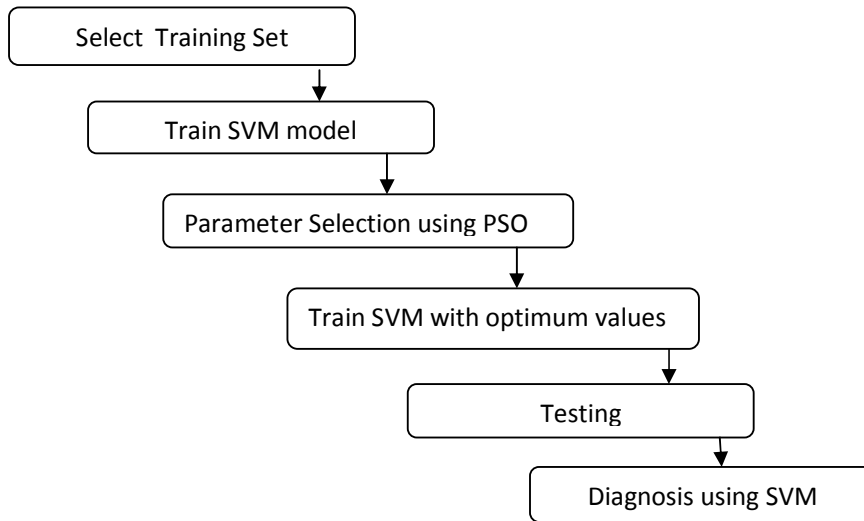 Select Training Set
Train SVM model
Parameter Selection using PSO
Train SVM with optimum values
Testing
Diagnosis using SVM